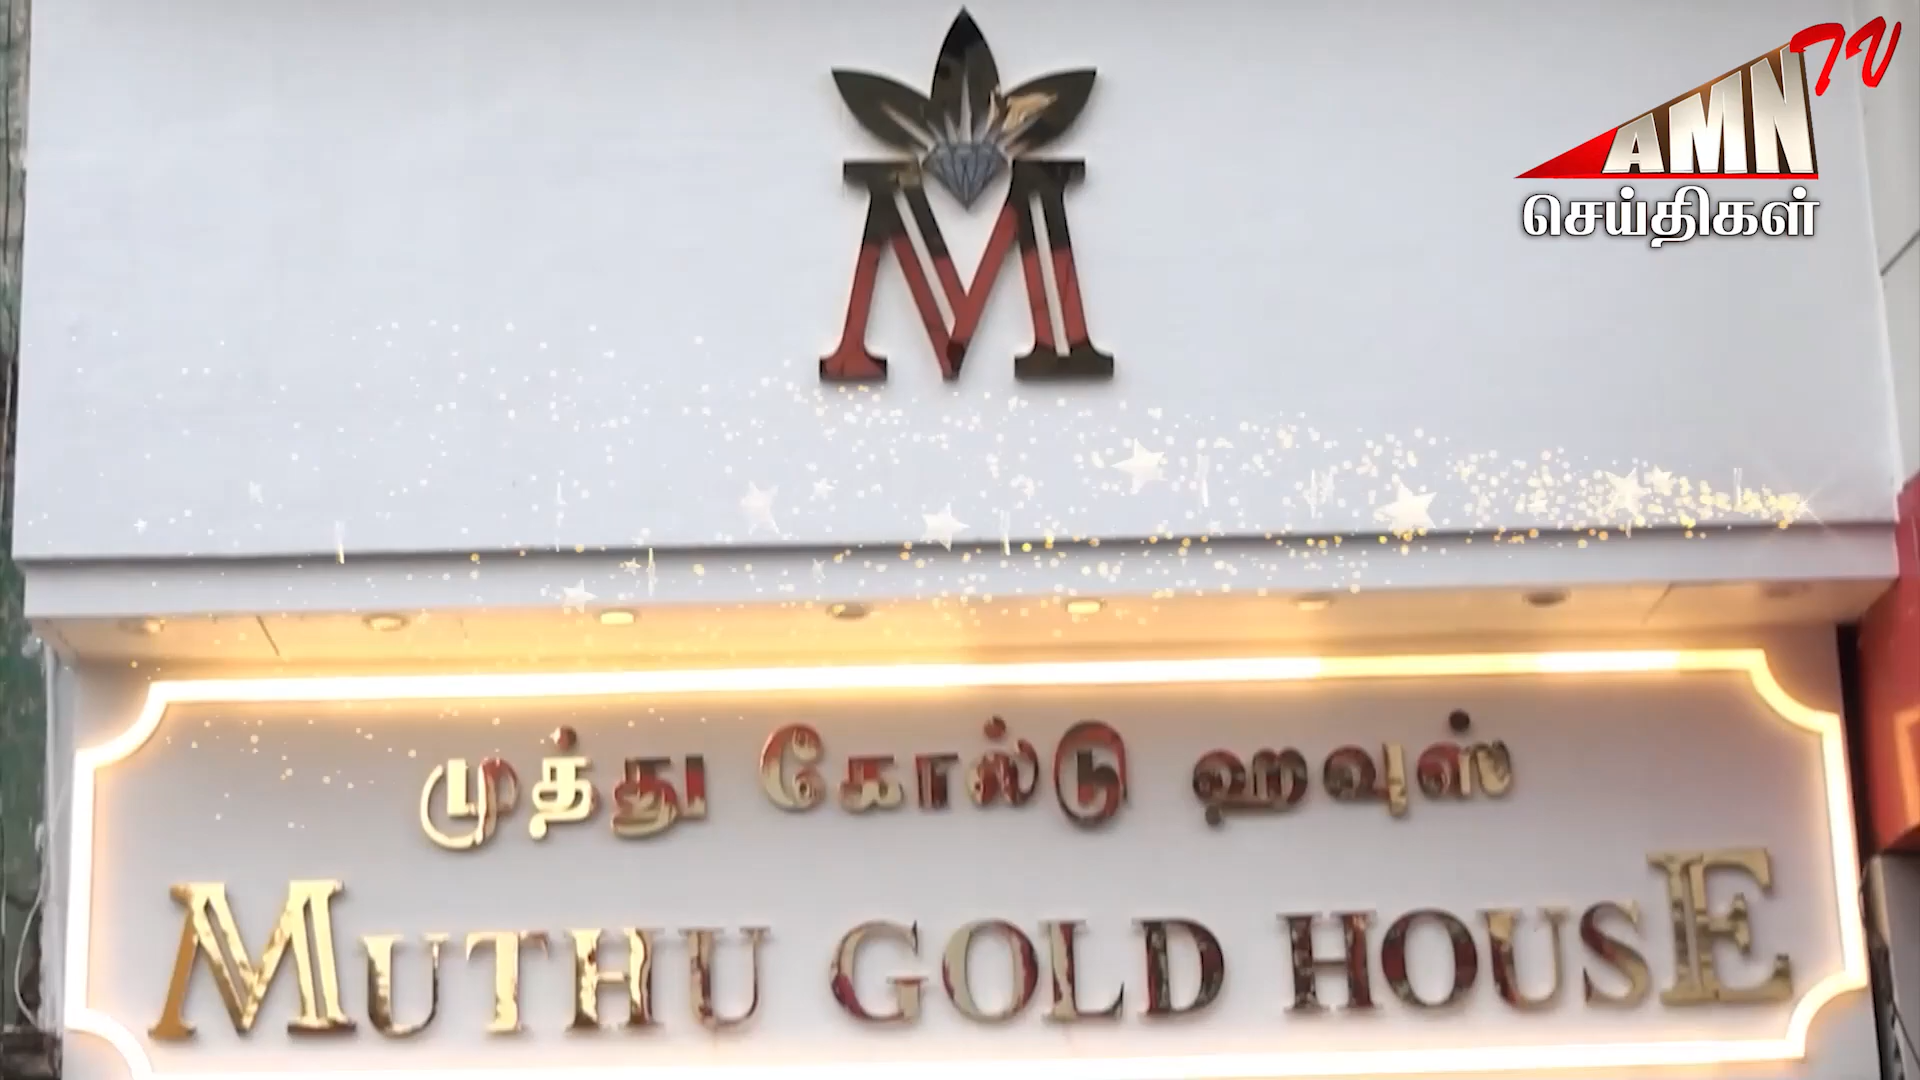 AMN TV
செய்திகள்
M
முத்து கோல்டு ஹவுஸ்
MUTHU GOLD HOUSE